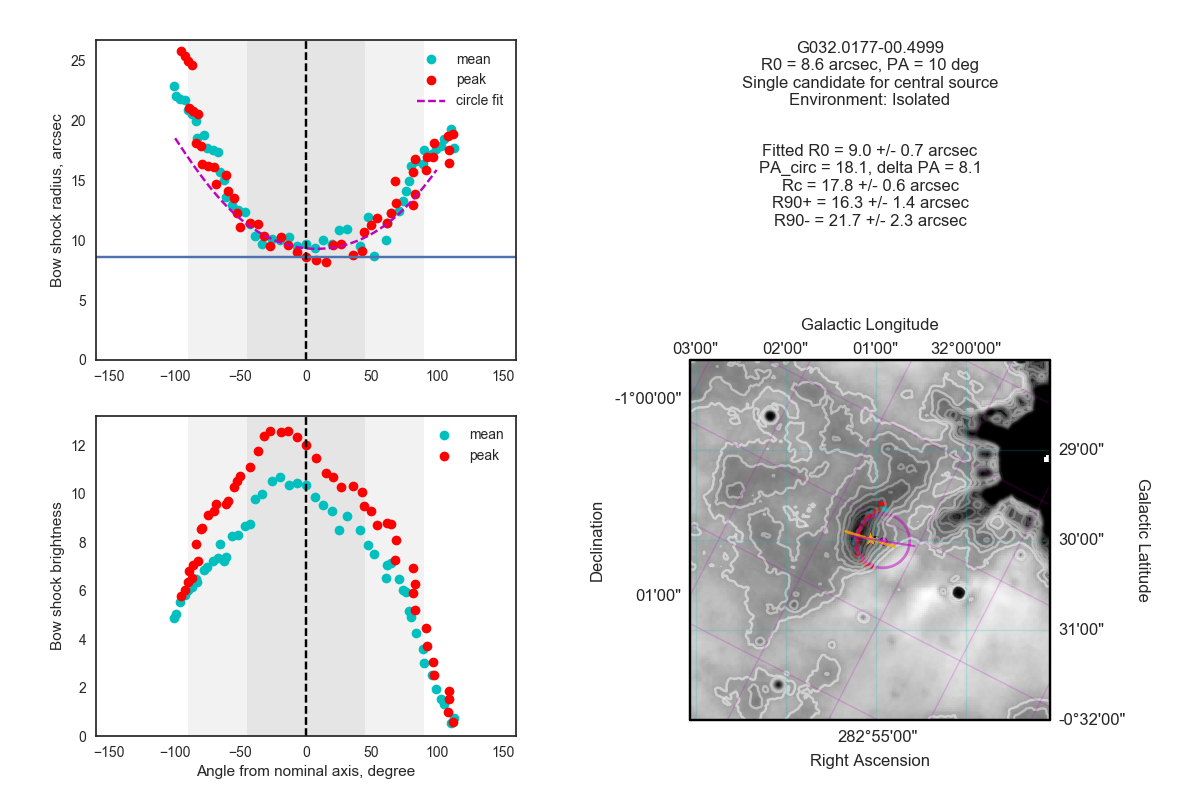 25
20
15
10
5
0
Bow shock radius, arcsec
mean
peak
circle fit
−150
−100
−50
0
50
100
150
12
10
8
6
4
2
0
Bow shock brightness
mean
peak
−150
−100
−50
0
50
100
150
Angle from nominal axis, degree
G032.0177-00.4999
R0 = 8.6 arcsec, PA = 10 deg
Single candidate for central source
Environment: Isolated
Fitted R0 = 9.0 +/- 0.7 arcsec
PA_circ = 18.1, delta PA = 8.1
Rc = 17.8 +/- 0.6 arcsec
R90+ = 16.3 +/- 1.4 arcsec
R90- = 21.7 +/- 2.3 arcsec
Galactic Longitude
03'00"
02'00"
01'00"
32°00'00"
-1°00'00"
01'00"
Declination
29'00"
30'00"
31'00"
-0°32'00"
Galactic Latitude
282°55'00"
Right Ascension